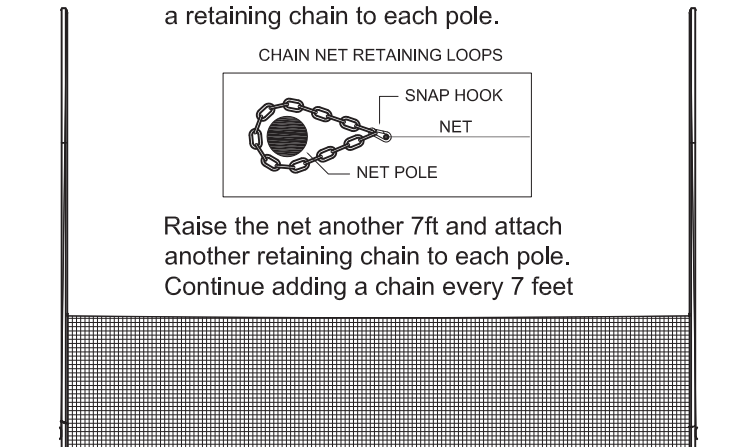 a retaining chain to each pole.
CHAIN NET RETAINING LOOPS
SNAP HOOK
NET
NET POLE
Raise the net another 7ft and attach
another retaining chain to each pole.
Continue adding a chain every 7 feet